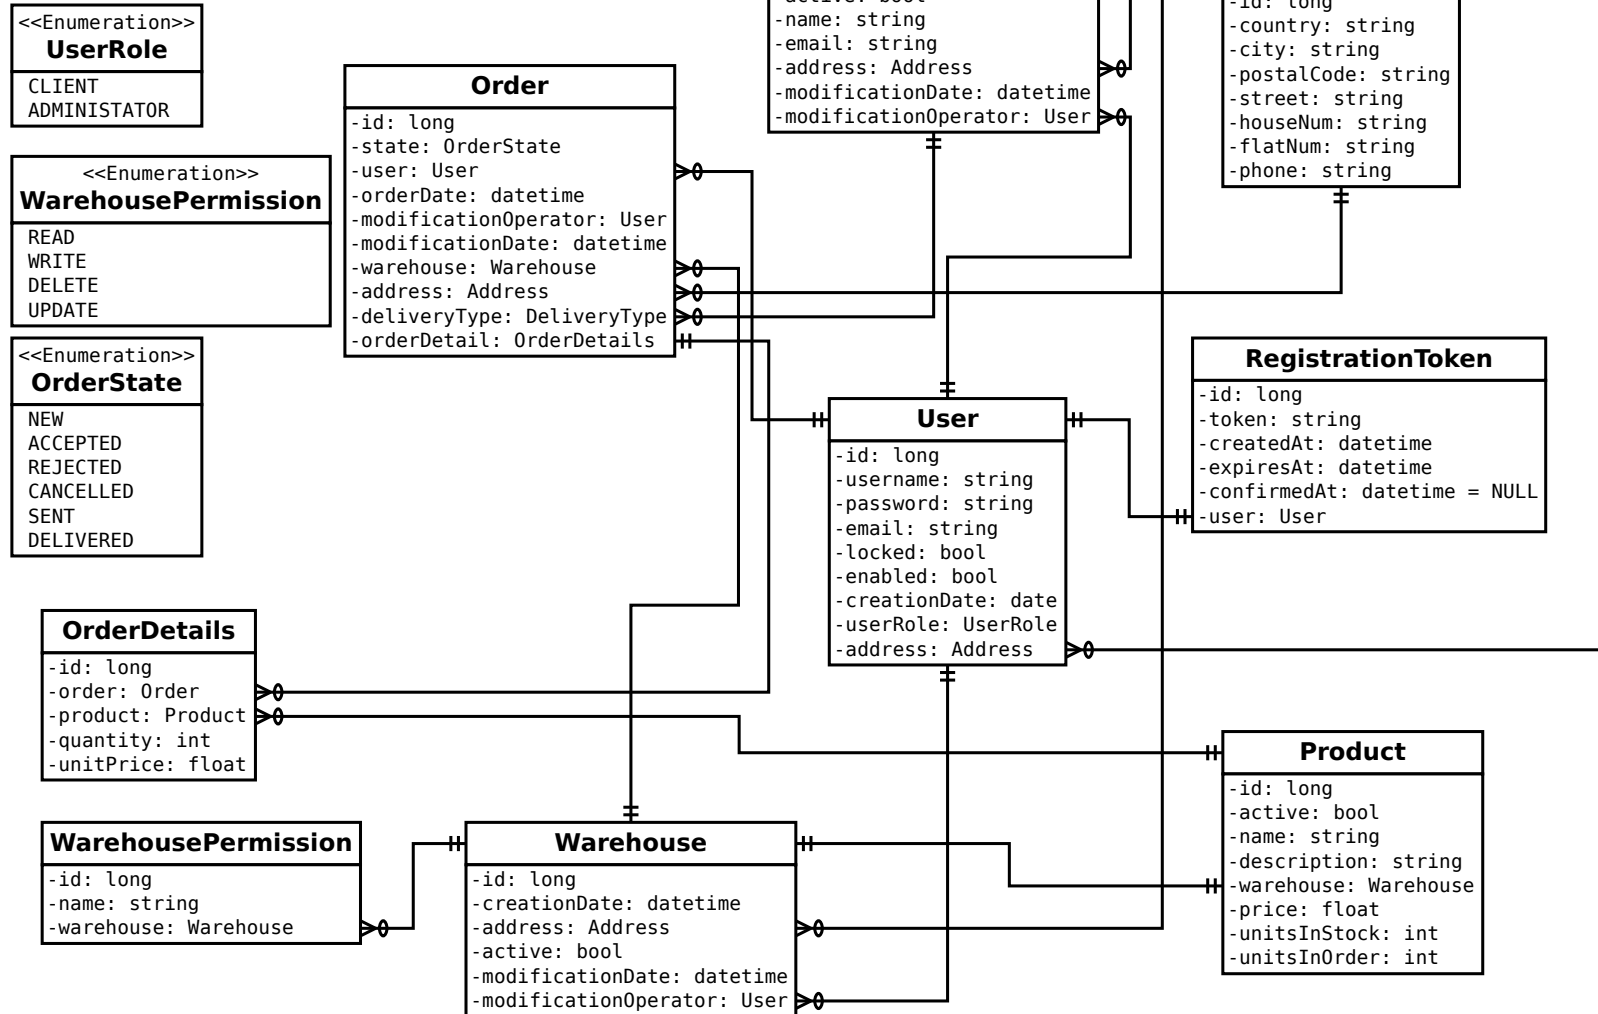 <<Enumeration>>
UserRole
CLIENT
ADMINISTATOR
<<Enumeration>>
WarehousePermission
READ
WRITE
DELETE
UPDATE
<<Enumeration>>
OrderState
NEW
ACCEPTED
REJECTED
CANCELLED
SENT
DELIVERED
Order
-id: long
-state: OrderState
-user: User
-orderDate: datetime
-modificationOperator: User
-modificationDate: datetime
-warehouse: Warehouse
-address: Address
-deliveryType: DeliveryType
-orderDetail: OrderDetails
-active: bool
-name: string
-email: string
-address: Address
-modificationDate: datetime
-modificationOperator: User
-id: long
-country: string
-city: string
-postalCode: string
-street: string
-houseNum: string
-flatNum: string
-phone: string
User
-id: long
-username: string
-password: string
-email: string
-locked: bool
-enabled: bool
-creationDate: date
-userRole: UserRole
-address: Address
RegistrationToken
-id: long
-token: string
-createdAt: datetime
-expiresAt: datetime
-confirmedAt: datetime = NULL
-user: User
OrderDetails
-id: long
-order: Order
-product: Product
-quantity: int
-unitPrice: float
WarehousePermission
-id: long
-name: string
-warehouse: Warehouse
Warehouse
-id: long
-creationDate: datetime
-address: Address
-active: bool
-modificationDate: datetime
-modificationOperator: User
Product
-id: long
-active: bool
-name: string
-description: string
-warehouse: Warehouse
-price: float
-unitsInStock: int
-unitsInOrder: int